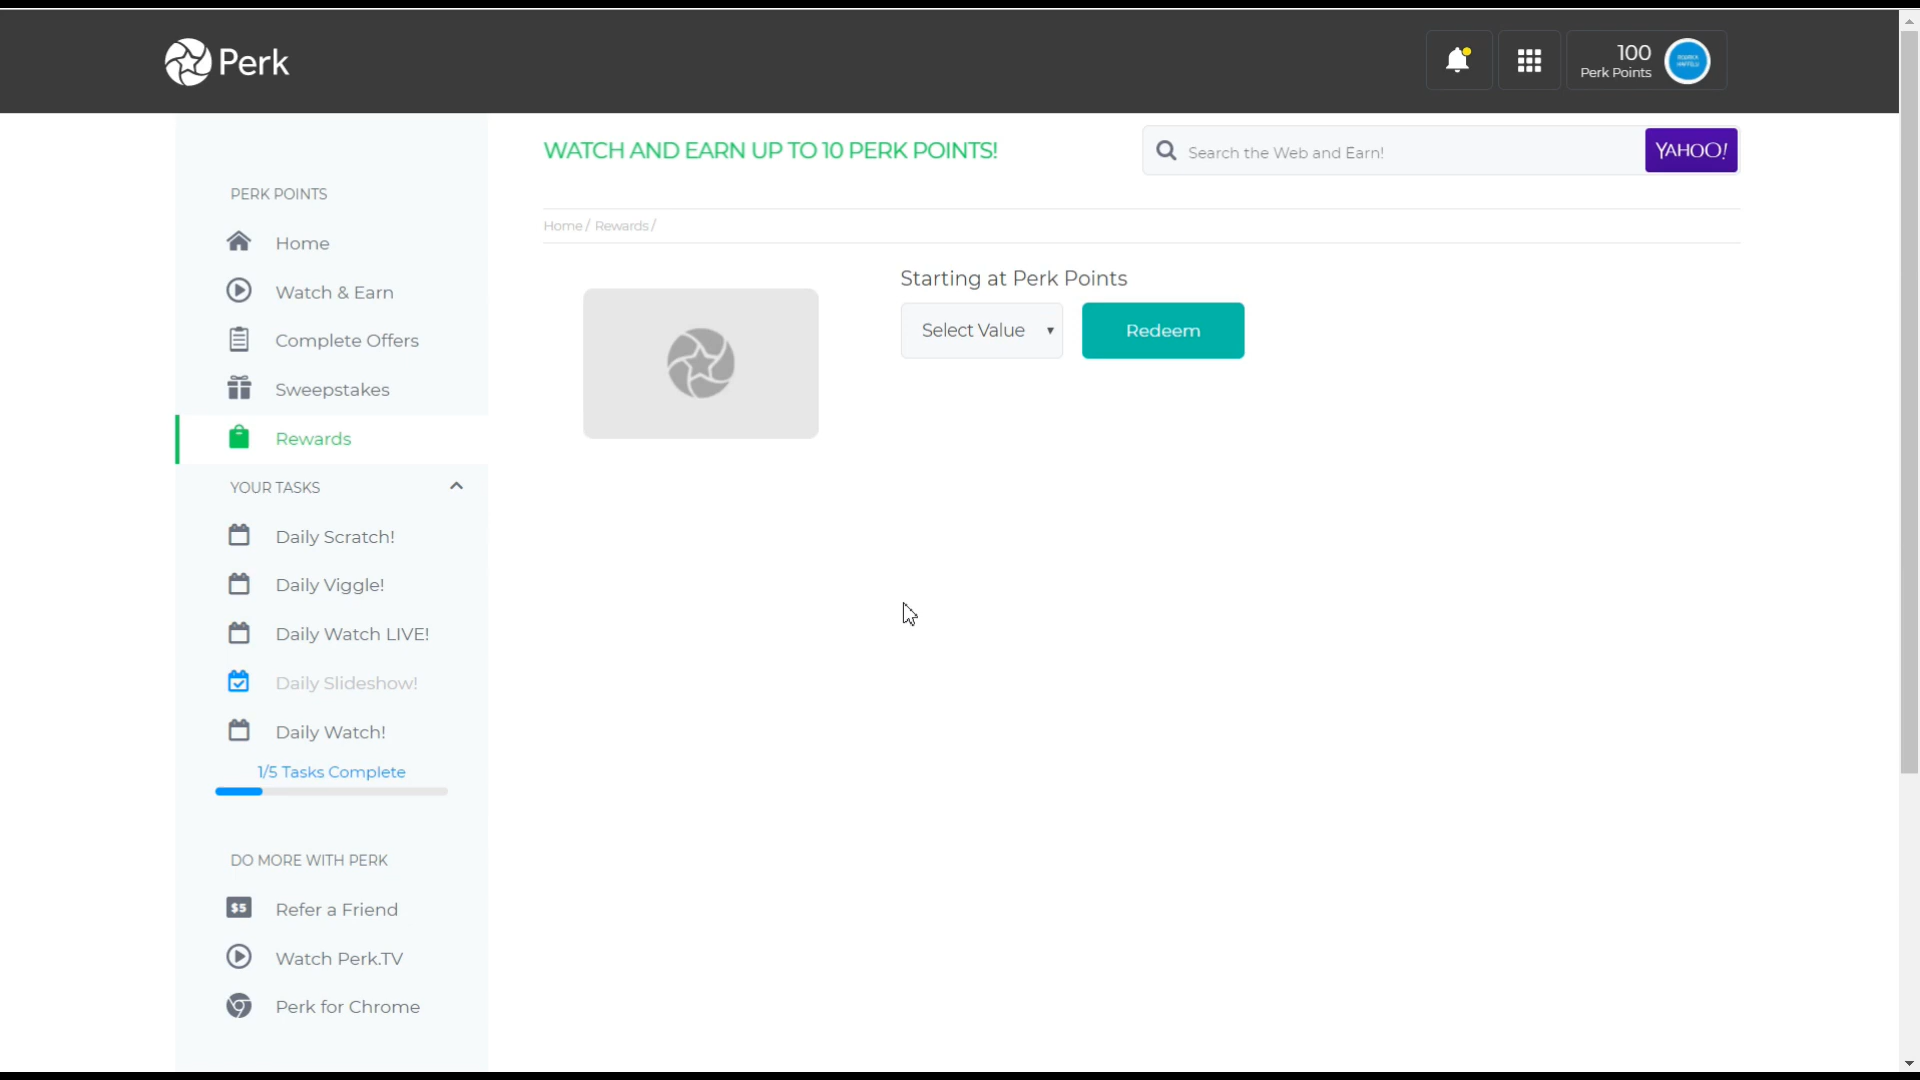 Perk
100
Perk Points
WATCH AND EARN UP TO 10 PERK POINTS!
Search the Web and Earn!
YAHOO!
PERK POINTS
Home
Watch & Earn
Complete Offers
Sweepstakes
Rewards
YOUR TASKS
Daily Scratch!
Daily Viggle!
Daily Watch LIVE!
Daily Slideshow!
Daily Watch!
1/5 Tasks Complete
DO MORE WITH PERK
$5
Refer a Friend
Watch Perk.TV
Perk for Chrome
Home / Rewards /
Starting at Perk Points
Select Value
Redeem